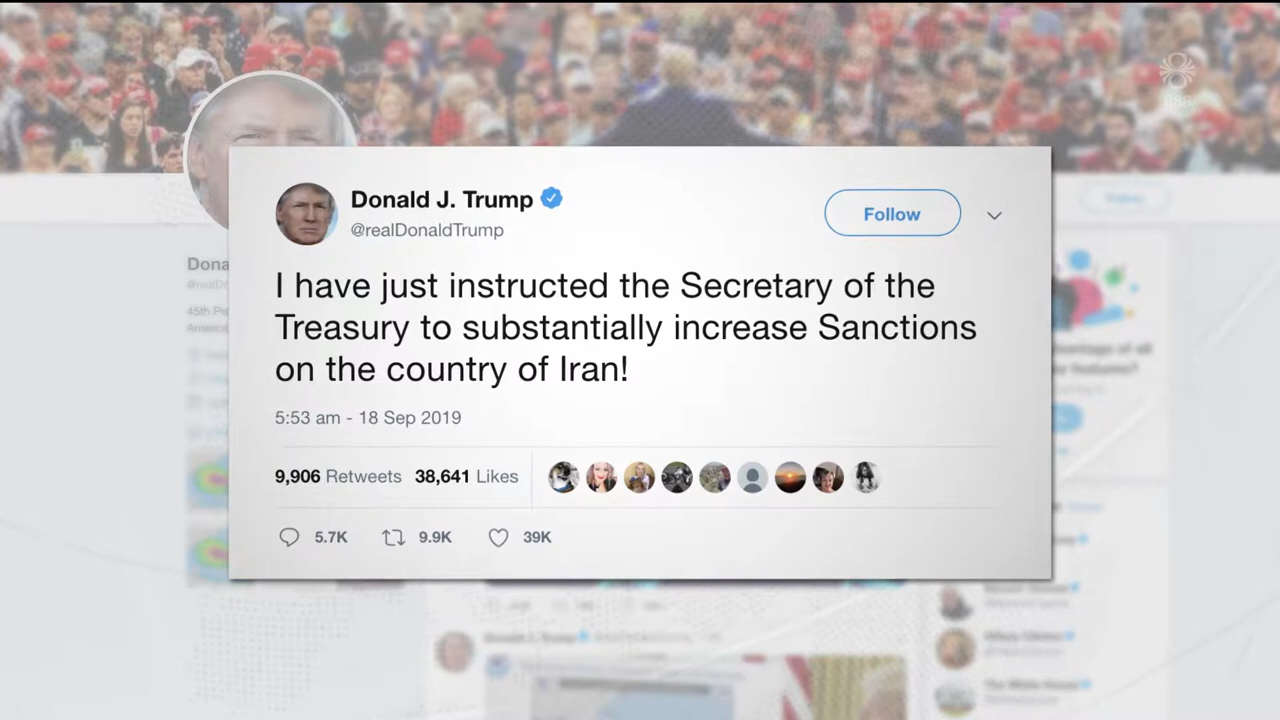 Donald J. Trump
@realDonaldTrump
Follow
I have just instructed the Secretary of the
Treasury to substantially increase Sanctions
on the country of Iran!
5:53 am - 18 Sep 2019
9,906 Retweets 38,641 Likes
5.7K 9.9K 39K
Dona